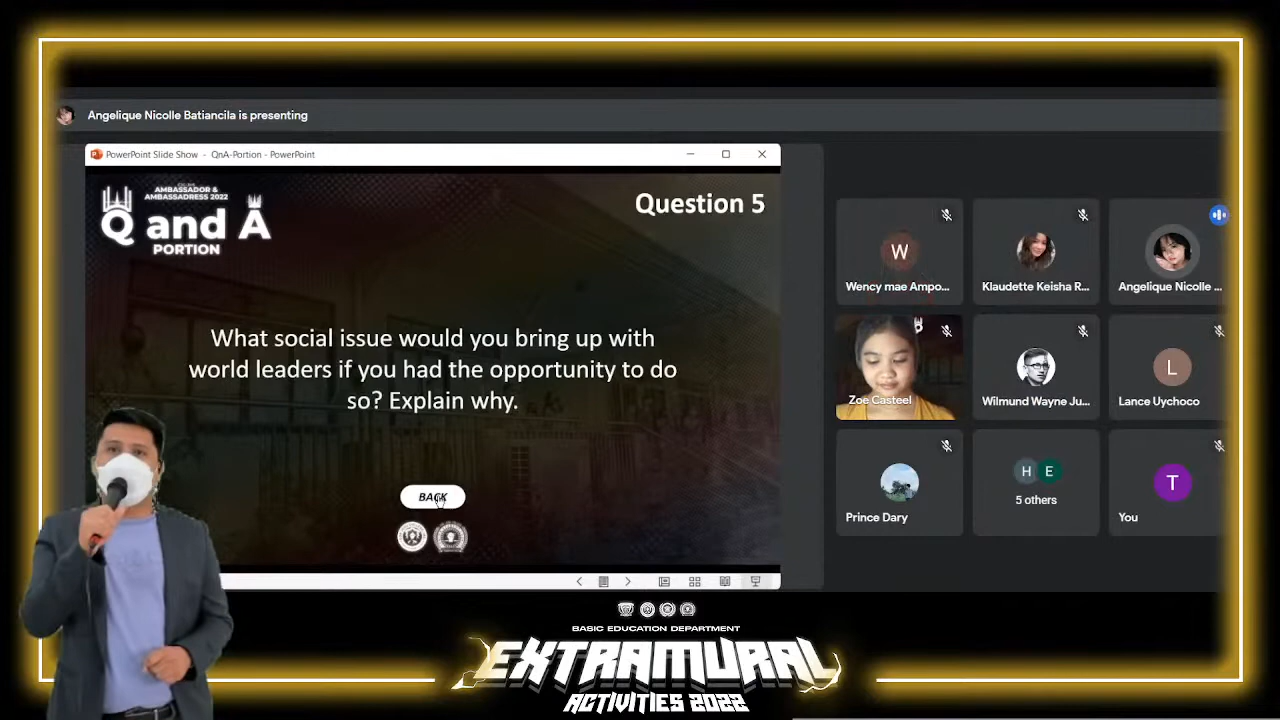 Angelique Nicolle Batiancila is presenting
PowerPoint Slide Show - QnA-Portion - PowerPoint
AMBASSADOR &
AMBASSADRESS 2022
Q and A
PORTION
Question 5
What social issue would you bring up with
world leaders if you had the opportunity to do
so? Explain why.
BACK
W
Wency mae Ampo...
Klaudette Keisha R...
Angelique Nicolle ...
Zoe Casteel
Wilmund Wayne Ju...
L
Lance Uychoco
Prince Dary
H E
5 others
T
You
BASIC EDUCATION DEPARTMENT
EXTRAMURAL
ACTIVITIES 2022